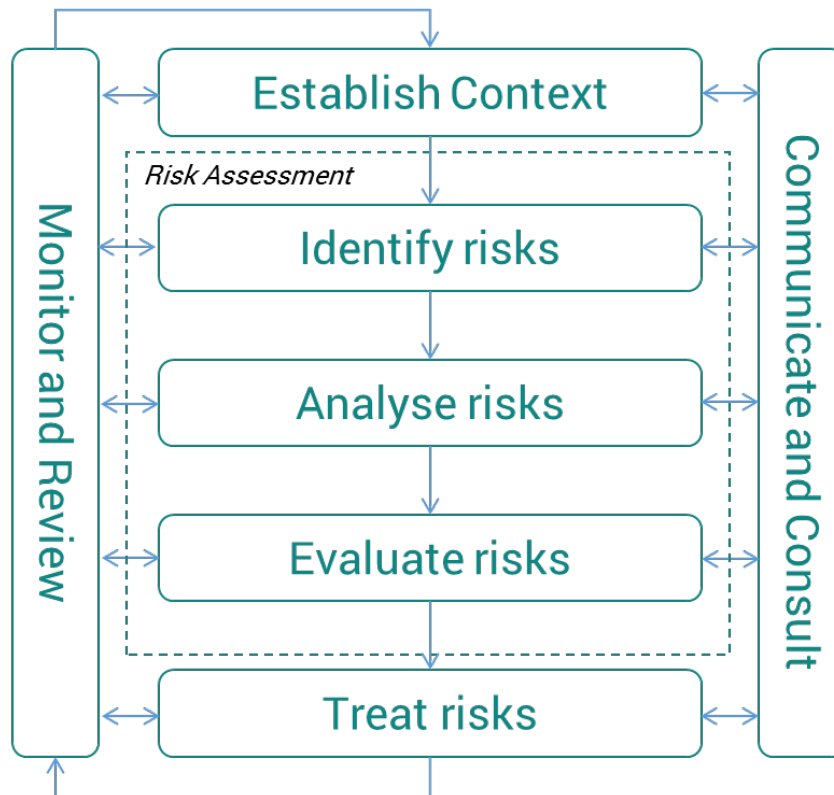 Establish Context
Risk Assessment
Identify risks
Analyse risks
Evaluate risks
Treat risks
Monitor and Review
Communicate and Consult